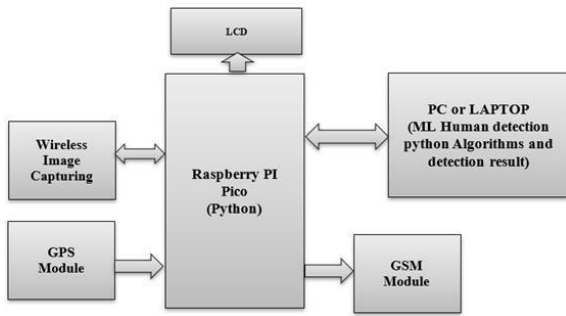 LCD
Wireless
Image
Capturing
GPS
Module
Raspberry PI
Pico
(Python)
PC or LAPTOP
(ML Human detection
python Algorithms and
detection result)
GSM
Module